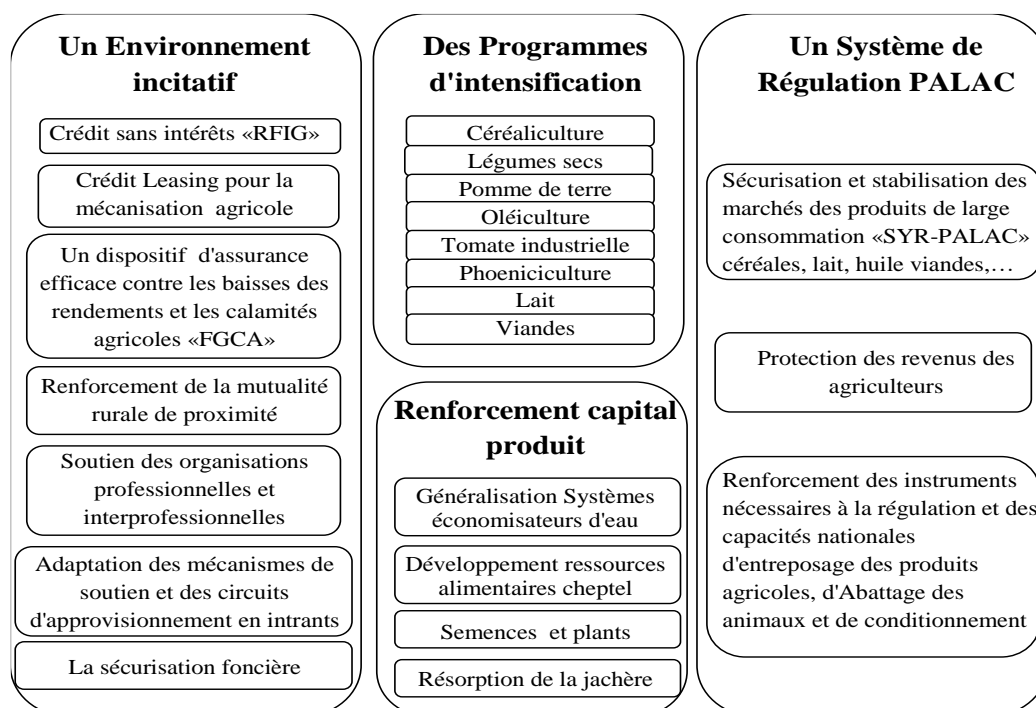 Un Environnement
incitatif
Crédit sans intérêts «RFIG»
Crédit Leasing pour la
mécanisation agricole
Un dispositif d'assurance
efficace contre les baisses des
rendements et les calamités
agricoles «FGCA»
Renforcement de la mutualité
rurale de proximité
Soutien des organisations
professionnelles et
interprofessionnelles
Adaptation des mécanismes de
soutien et des circuits
d'approvisionnement en intrants
La sécurisation foncière
Des Programmes
d'intensification
Céréaliculture
Légumes secs
Pomme de terre
Oléiculture
Tomate industrielle
Phoeniciculture
Lait
Viandes
Renforcement capital
produit
Généralisation Systèmes
économisateurs d'eau
Développement ressources
alimentaires cheptel
Semences et plants
Résorption de la jachère
Un Système de
Régulation PALAC
Sécurisation et stabilisation des
marchés des produits de large
consommation «SYR-PALAC»
céréales, lait, huile viandes,…
Protection des revenus des
agriculteurs
Renforcement des instruments
nécessaires à la régulation et des
capacités nationales
d'entreposage des produits
agricoles, d'Abattage des
animaux et de conditionnement